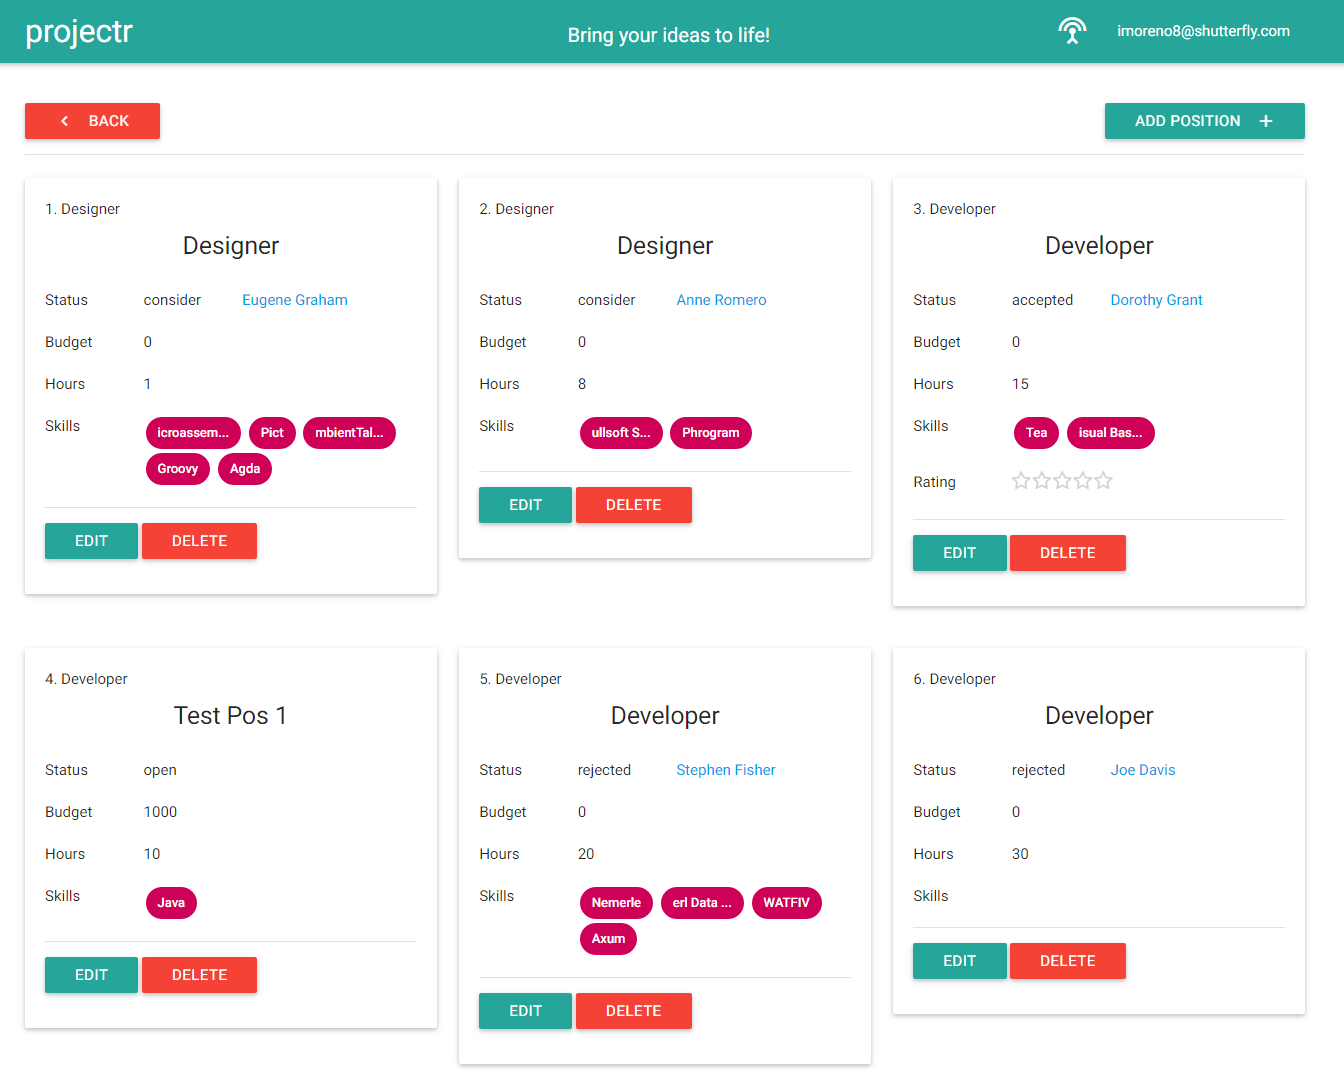 projectr
Bring your ideas to life!
imoreno8@shutterfly.com
BACK
ADD POSITION
1. Designer
Designer
Status consider Eugene Graham
Budget 0
Hours 1
Skills icroassem... Pict mbientTal...
Groovy Agda
EDIT DELETE
2. Designer
Designer
Status consider Anne Romero
Budget 0
Hours 8
Skills ullsoft S... Phrogram
EDIT DELETE
3. Developer
Developer
Status accepted Dorothy Grant
Budget 0
Hours 15
Skills Tea isual Bas...
Rating
EDIT DELETE
4. Developer
Test Pos 1
Status open
Budget 1000
Hours 10
Skills Java
EDIT DELETE
5. Developer
Developer
Status rejected Stephen Fisher
Budget 0
Hours 20
Skills Nemerle erl Data ... WATFIV
Axum
EDIT DELETE
6. Developer
Developer
Status rejected Joe Davis
Budget 0
Hours 30
Skills
EDIT DELETE